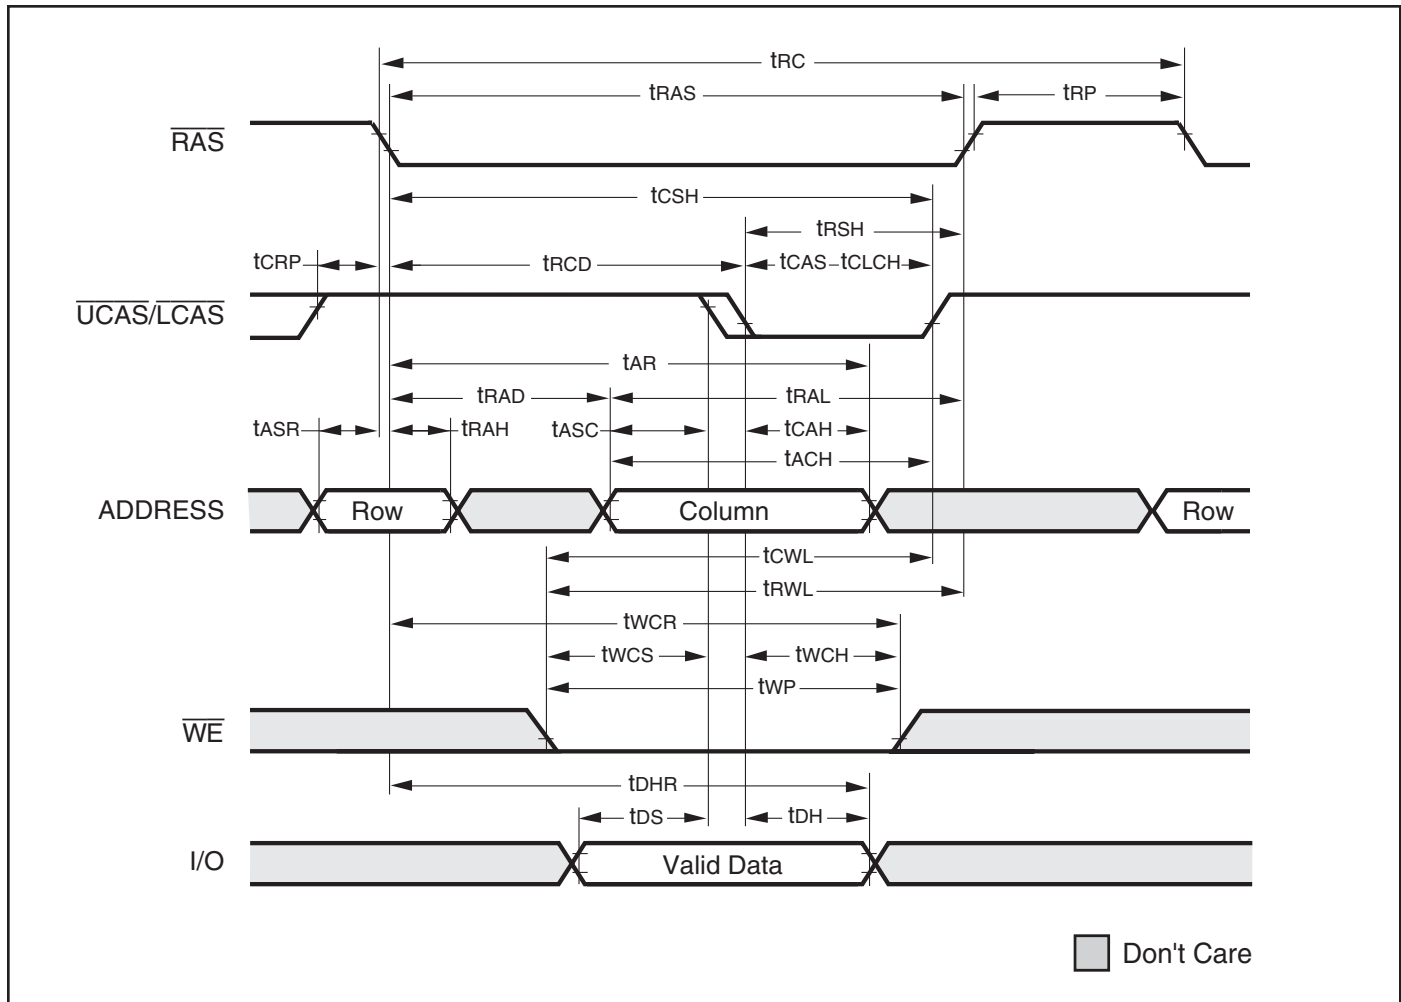 tRC
tRAS
tRP
RAS
tCSH
tRSH
tCRP
tRCD
tCAS tCLCH
UCAS/LCAS
tAR
tRAD
tRAL
tASR
tRAH
tASC
tCAH
tACH
ADDRESS
Row
Column
Row
tCWL
tRWL
tWCR
tWCS
tWCH
tWP
WE
tDHR
tDS
tDH
I/O
Valid Data
Don't Care